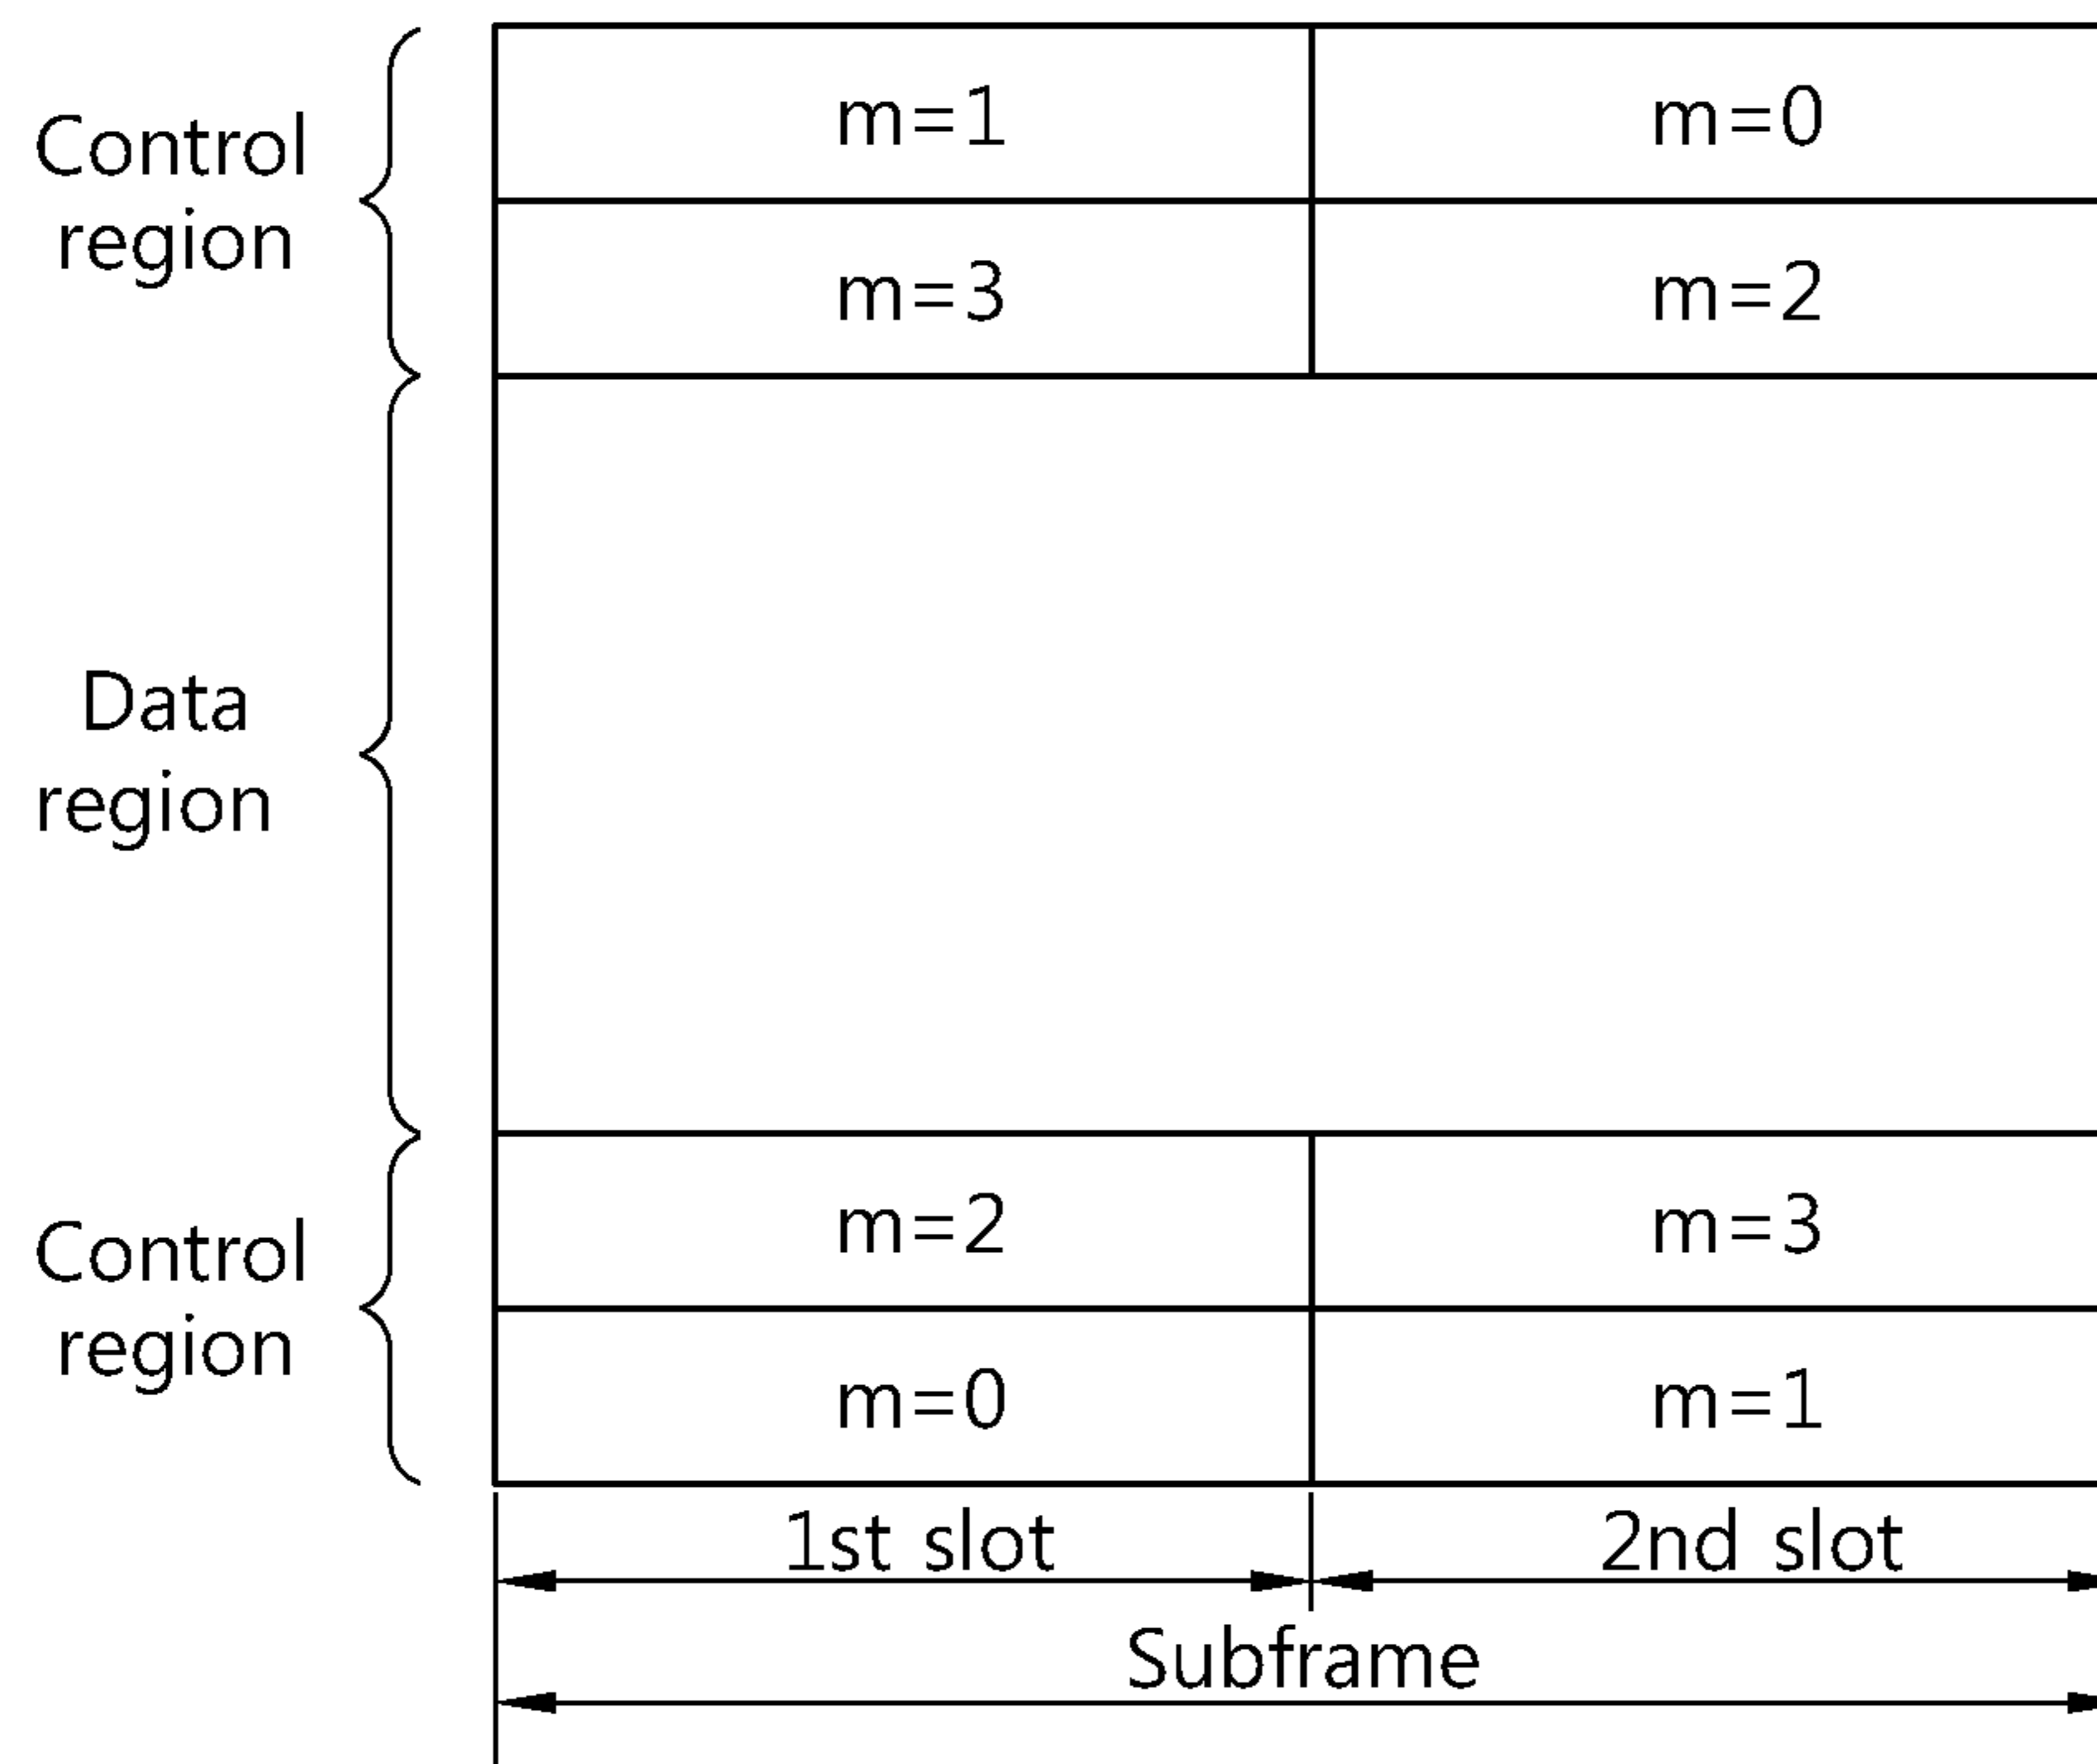 m=1 m=0
Control
region
m=3 m=2
Data
region
m=2 m=3
Control
region
m=0 m=1
1st slot 2nd slot
Subframe